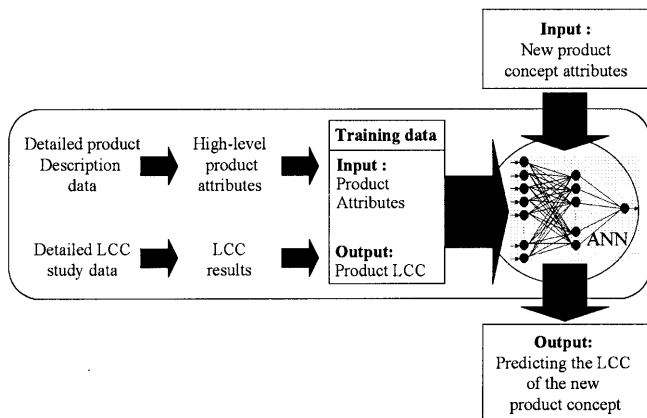 Input :
New product
concept attributes
Detailed product
Description
data
High-level
product
attributes
Training data
Input :
Product
Attributes
Detailed LCC
study data
LCC
results
Output:
Product LCC
ANN
Output:
Predicting the LCC
of the new
product concept